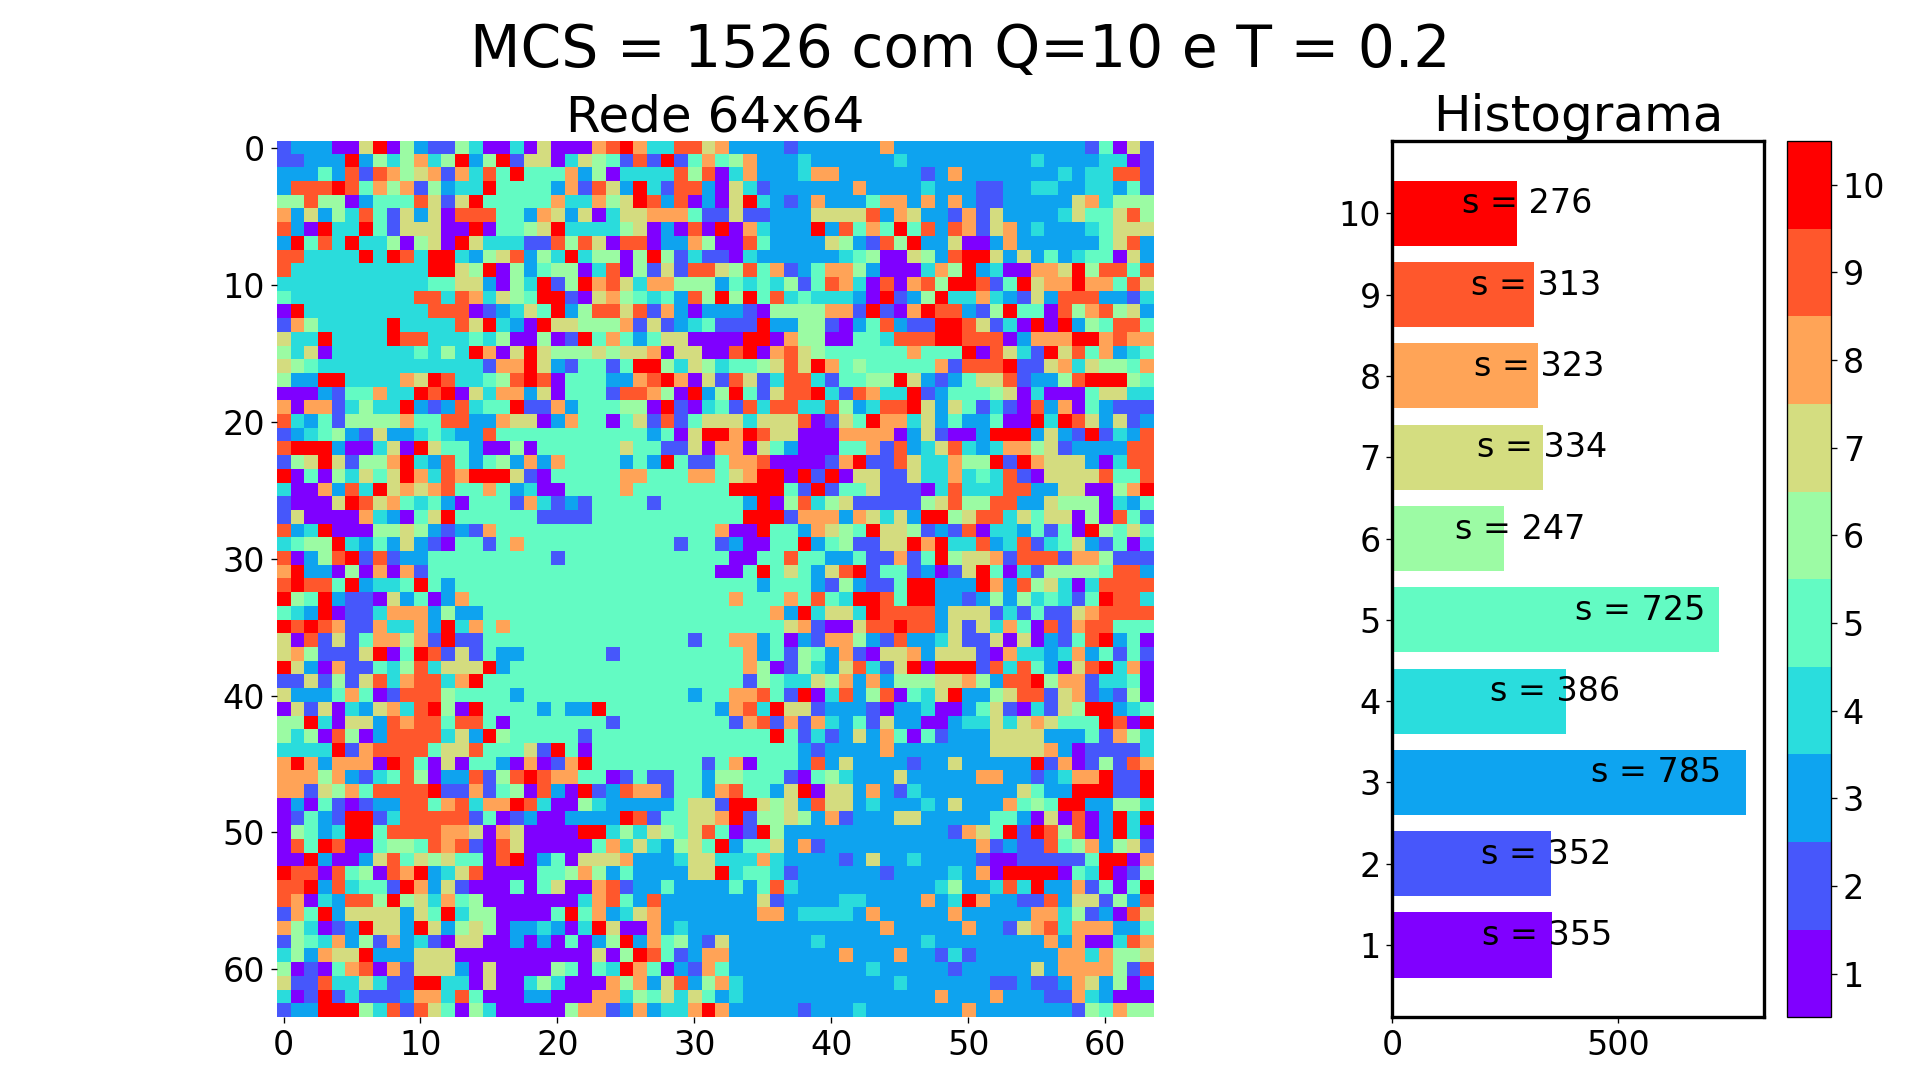 MCS = 1526 com Q=10 e T = 0.2
Rede 64x64
0
10
20
30
40
50
60
0 10 20 30 40 50 60
Histograma
10 s = 276
9 s = 313
8 s = 323
7 s = 334
6 s = 247
5 s = 725
4 s = 386
3 s = 785
2 s = 352
1 s = 355
0 500
10
9
8
7
6
5
4
3
2
1